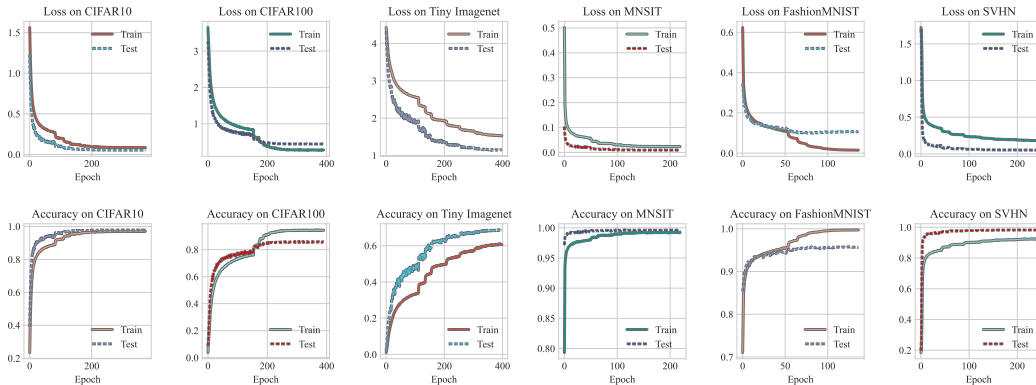 Loss on CIFAR10
1.5
1.0
0.5
0.0
Train
Test
0
200
Epoch
Loss on CIFAR100
3
2
1
Train
Test
0
100
200
300
400
Epoch
Loss on Tiny Imagenet
4
3
2
1
Train
Test
0
100
200
300
400
Epoch
Loss on MNSIT
0.5
0.4
0.3
0.2
0.1
0.0
Train
Test
0
100
200
Epoch
Loss on FashionMNIST
0.6
0.4
0.2
0.0
Train
Test
0
50
100
Epoch
Loss on SVHN
1.5
1.0
0.5
0.0
Train
Test
0
100
200
Epoch
Accuracy on CIFAR10
1.0
0.8
0.6
0.4
0.2
Train
Test
0
200
Epoch
Accuracy on CIFAR100
0.8
0.6
0.4
0.2
0.0
Train
Test
0
100
200
300
400
Epoch
Accuracy on Tiny Imagenet
0.6
0.4
0.2
0.0
Train
Test
0
100
200
300
400
Epoch
Accuracy on MNSIT
1.00
0.95
0.90
0.85
0.80
Train
Test
0
100
200
Epoch
Accuracy on FashionMNIST
1.0
0.9
0.8
0.7
Train
Test
0
50
100
Epoch
Accuracy on SVHN
1.0
0.8
0.6
0.4
0.2
Train
Test
0
100
200
Epoch